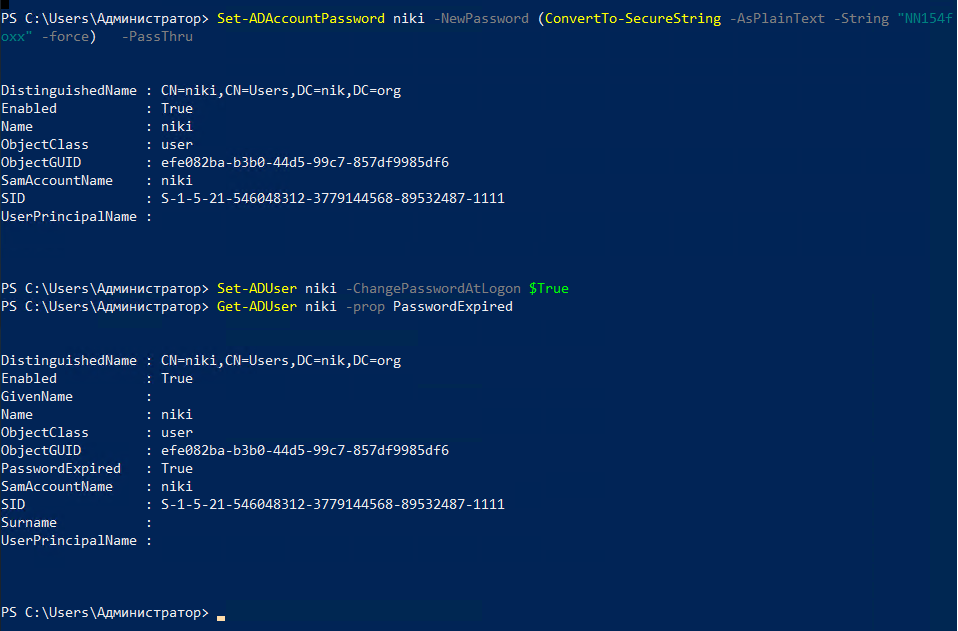 PS C:\Users\Администратор> Set-ADAccountPassword niki -NewPassword (ConvertTo-SecureString -AsPlainText -String "NN154f
oxx" -force)   -PassThru
DistinguishedName : CN=niki,CN=Users,DC=nik,DC=org
Enabled           : True
Name              : niki
ObjectClass       : user
ObjectGUID        : efe082ba-b3b0-44d5-99c7-857df9985df6
SamAccountName    : niki
SID               : S-1-5-21-546048312-3779144568-89532487-1111
UserPrincipalName :
PS C:\Users\Администратор> Set-ADUser niki -ChangePasswordAtLogon $True
PS C:\Users\Администратор> Get-ADUser niki -prop PasswordExpired
DistinguishedName : CN=niki,CN=Users,DC=nik,DC=org
Enabled           : True
GivenName         :
Name              : niki
ObjectClass       : user
ObjectGUID        : efe082ba-b3b0-44d5-99c7-857df9985df6
PasswordExpired   : True
SamAccountName    : niki
SID               : S-1-5-21-546048312-3779144568-89532487-1111
Surname           :
UserPrincipalName :
PS C:\Users\Администратор>